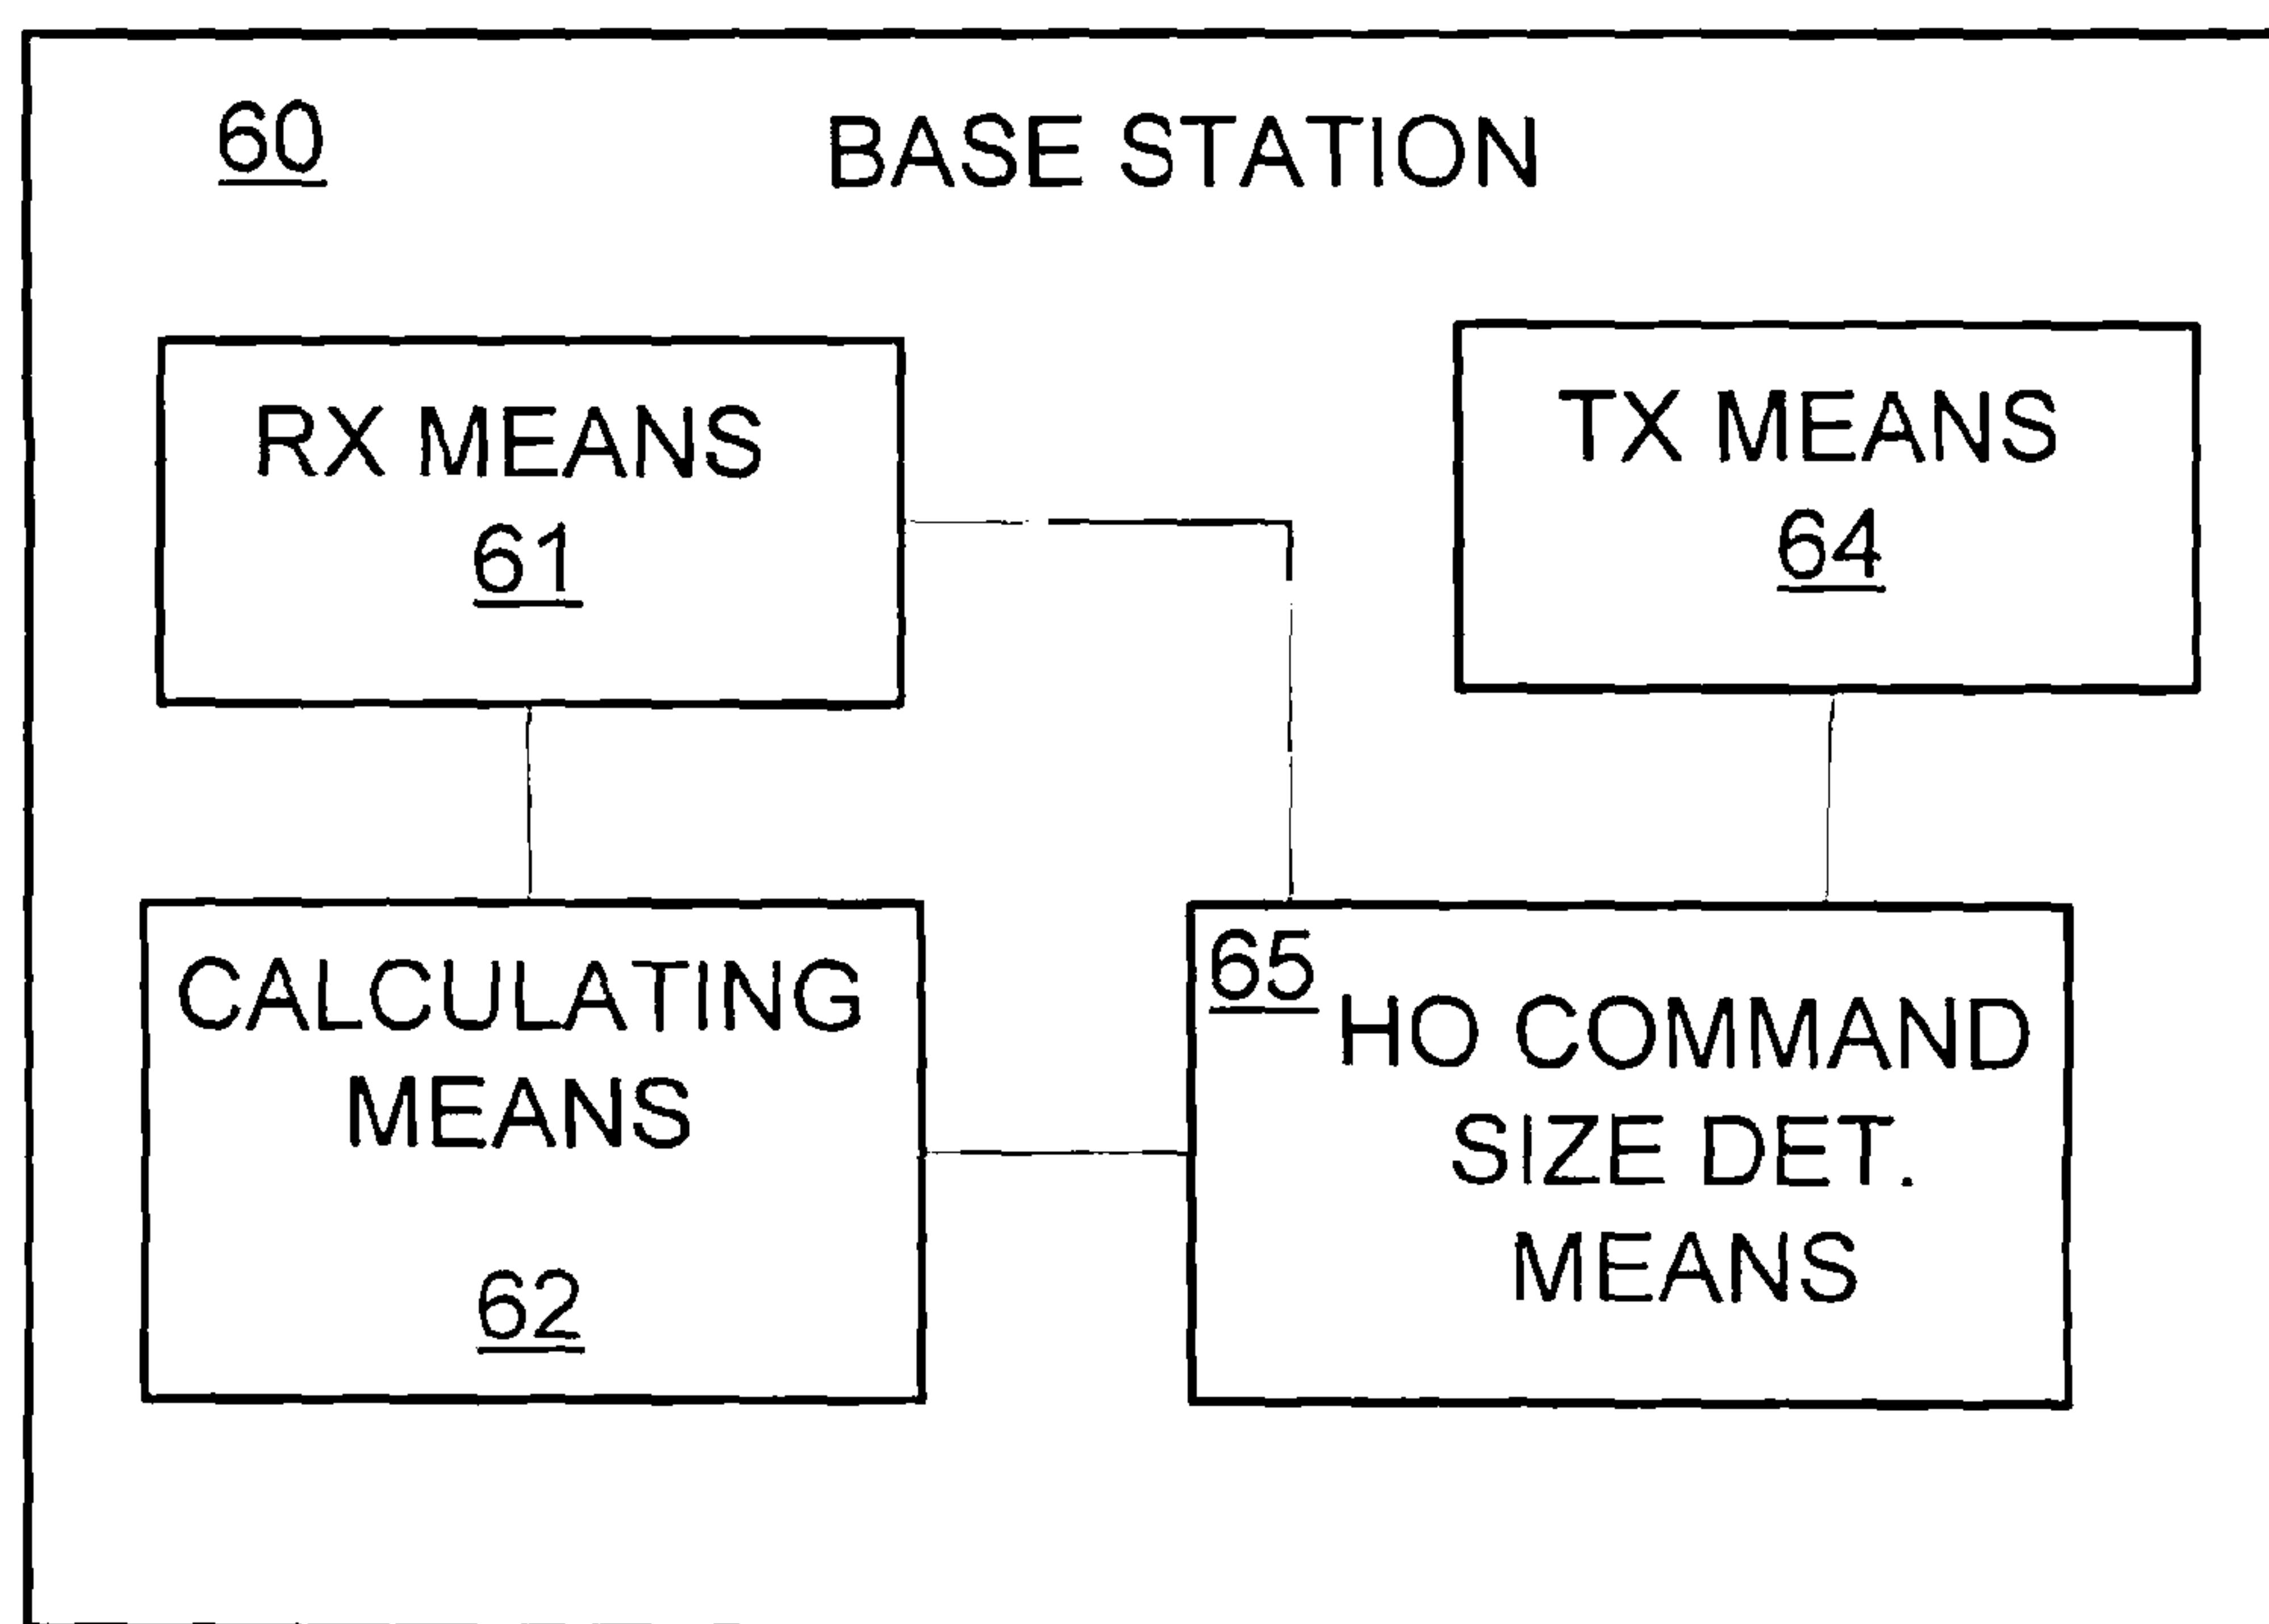 60
BASE STATION
RX MEANS
61
TX MEANS
64
CALCULATING
MEANS
62
65
HO COMMAND
SIZE DET.
MEANS